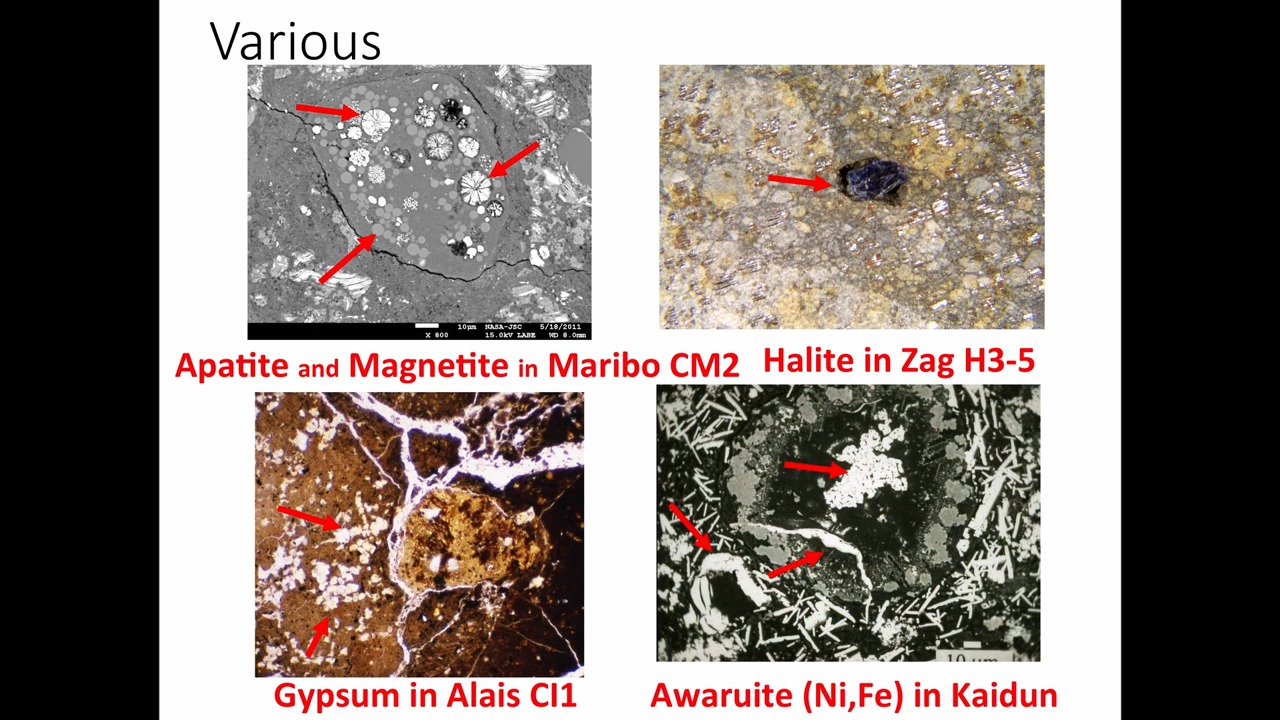 Various
10µm NASA-JSC 5/18/2011
X 800 15.0kV LABE WD 8.0mm
Apatite and Magnetite in Maribo CM2
Halite in Zag H3-5
Gypsum in Alais CI1
10 µm
Awaruite (Ni,Fe) in Kaidun